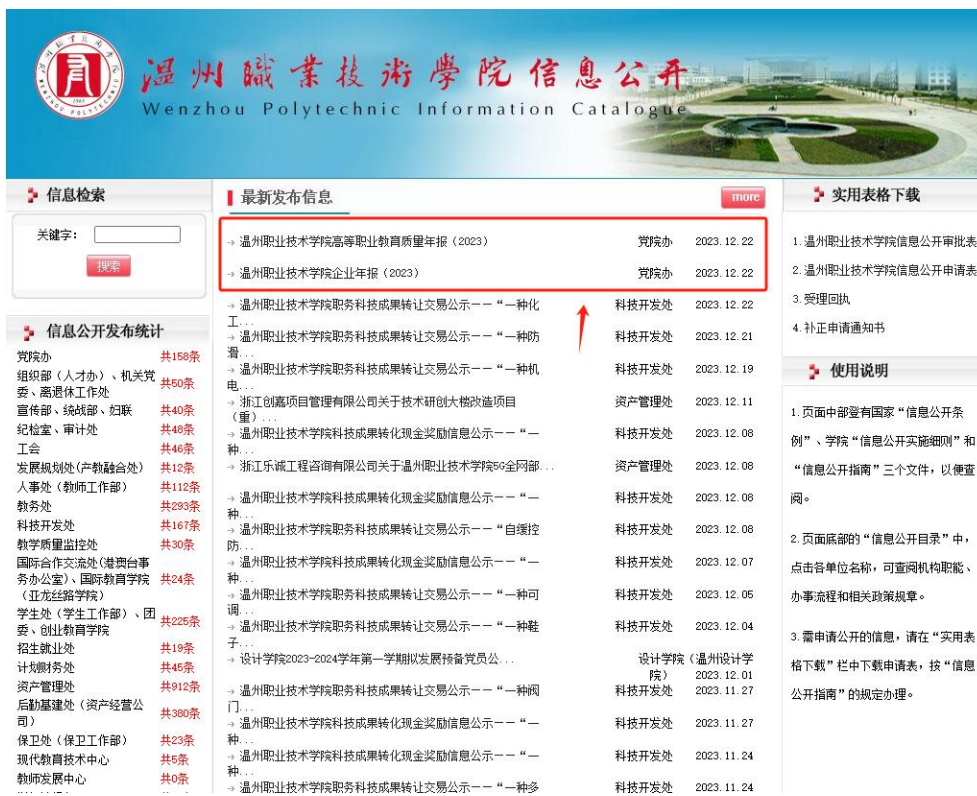 温州職業技術學院信息公开
Wenzhou Polytechnic Information Catalogue
信息检索
关键字：
搜索
信息公开发布统计
党院办 共158条
组织部（人才办）、机关党
委、离退休工作处 共50条
宣传部、统战部、妇联 共40条
纪检室、审计处 共48条
工会 共46条
发展规划处(产教融合处) 共12条
人事处（教师工作部） 共112条
教务处 共293条
科技开发处 共167条
教学质量监控处 共30条
国际合作交流处(港澳台事
务办公室)、国际教育学院 共24条
（亚龙丝路学院）
学生处（学生工作部）、团
委、创业教育学院 共225条
招生就业处 共19条
计划财务处 共45条
资产管理处 共912条
后勤基建处（资产经营公
司） 共380条
保卫处（保卫工作部） 共23条
现代教育技术中心 共5条
教师发展中心 共0条
最新发布信息 more
→ 温州职业技术学院高等职业教育质量年报（2023） 党院办 2023.12.22
→ 温州职业技术学院企业年报（2023） 党院办 2023.12.22
→ 温州职业技术学院职务科技成果转让交易公示——“一种化 科技开发处 2023.12.22
工...
→ 温州职业技术学院职务科技成果转让交易公示——“一种防 科技开发处 2023.12.21
滑...
→ 温州职业技术学院职务科技成果转让交易公示——“一种机 科技开发处 2023.12.19
电...
→ 浙江创嘉项目管理有限公司关于技术研创大楼改造项目 资产管理处 2023.12.11
（重）...
→ 温州职业技术学院科技成果转化现金奖励信息公示——“一 科技开发处 2023.12.08
种...
→ 浙江乐诚工程咨询有限公司关于温州职业技术学院5G全网部... 资产管理处 2023.12.08
→ 温州职业技术学院科技成果转化现金奖励信息公示——“一 科技开发处 2023.12.08
种...
→ 温州职业技术学院职务科技成果转让交易公示——“自缓控 科技开发处 2023.12.08
防...
→ 温州职业技术学院科技成果转化现金奖励信息公示——“一 科技开发处 2023.12.07
种...
→ 温州职业技术学院职务科技成果转让交易公示——“一种可 科技开发处 2023.12.05
调...
→ 温州职业技术学院职务科技成果转让交易公示——“一种鞋 科技开发处 2023.12.04
子...
→ 设计学院2023-2024学年第一学期拟发展预备党员公... 设计学院（温州设计学
院） 2023.12.01
→ 温州职业技术学院职务科技成果转让交易公示——“一种阀 科技开发处 2023.11.27
门...
→ 温州职业技术学院科技成果转化现金奖励信息公示——“一 科技开发处 2023.11.27
种...
→ 温州职业技术学院科技成果转化现金奖励信息公示——“一 科技开发处 2023.11.24
种...
→ 温州职业技术学院职务科技成果转让交易公示——“一种多 科技开发处 2023.11.24
实用表格下载
1.温州职业技术学院信息公开审批表
2.温州职业技术学院信息公开申请表
3.受理回执
4.补正申请通知书
使用说明
1.页面中部登有国家“信息公开条
例”、学院“信息公开实施细则”和
“信息公开指南”三个文件，以便查
阅。
2.页面底部的“信息公开目录”中，
点击各单位名称，可查阅机构职能、
办事流程和相关政策规章。
3.需申请公开的信息，请在“实用表
格下载”栏中下载申请表，按“信息
公开指南”的规定办理。